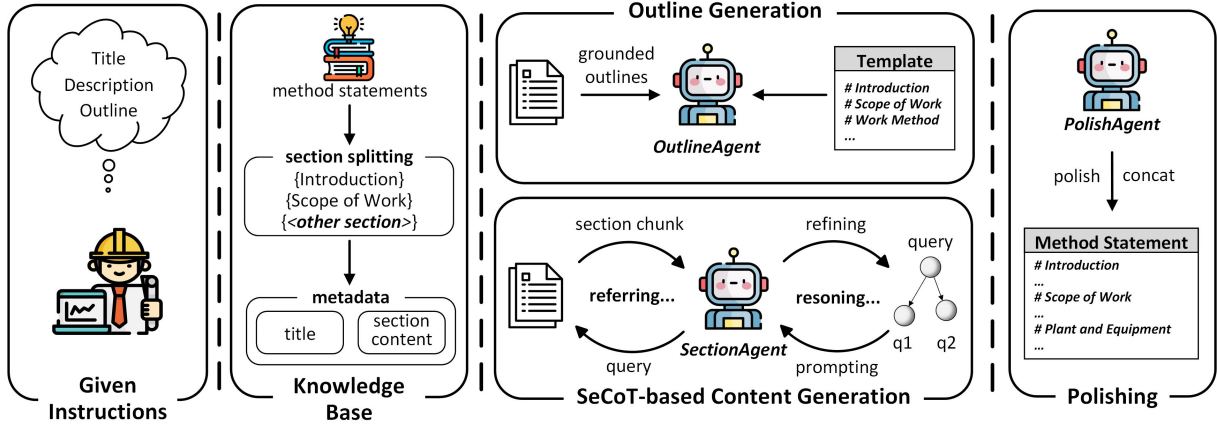 Title
Description
Outline
Given
Instructions
method statements
section splitting
{Introduction}
{Scope of Work}
{<other section>}
metadata
title
section
content
Knowledge
Base
Outline Generation
grounded
outlines
OutlineAgent
Template
# Introduction
# Scope of Work
# Work Method
...
section chunk
referring...
query
SectionAgent
refining
resoning...
prompting
query
q1
q2
SeCoT-based Content Generation
PolishAgent
polish
concat
Method Statement
# Introduction
...
# Scope of Work
...
# Plant and Equipment
...
Polishing